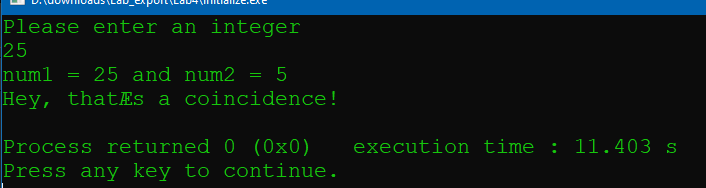 D:\downloads\Lab_export\Lab4\initialize.exe
Please enter an integer
25
num1 = 25 and num2 = 5
Hey, thatÆs a coincidence!
Process returned 0 (0x0)   execution time : 11.403 s
Press any key to continue.